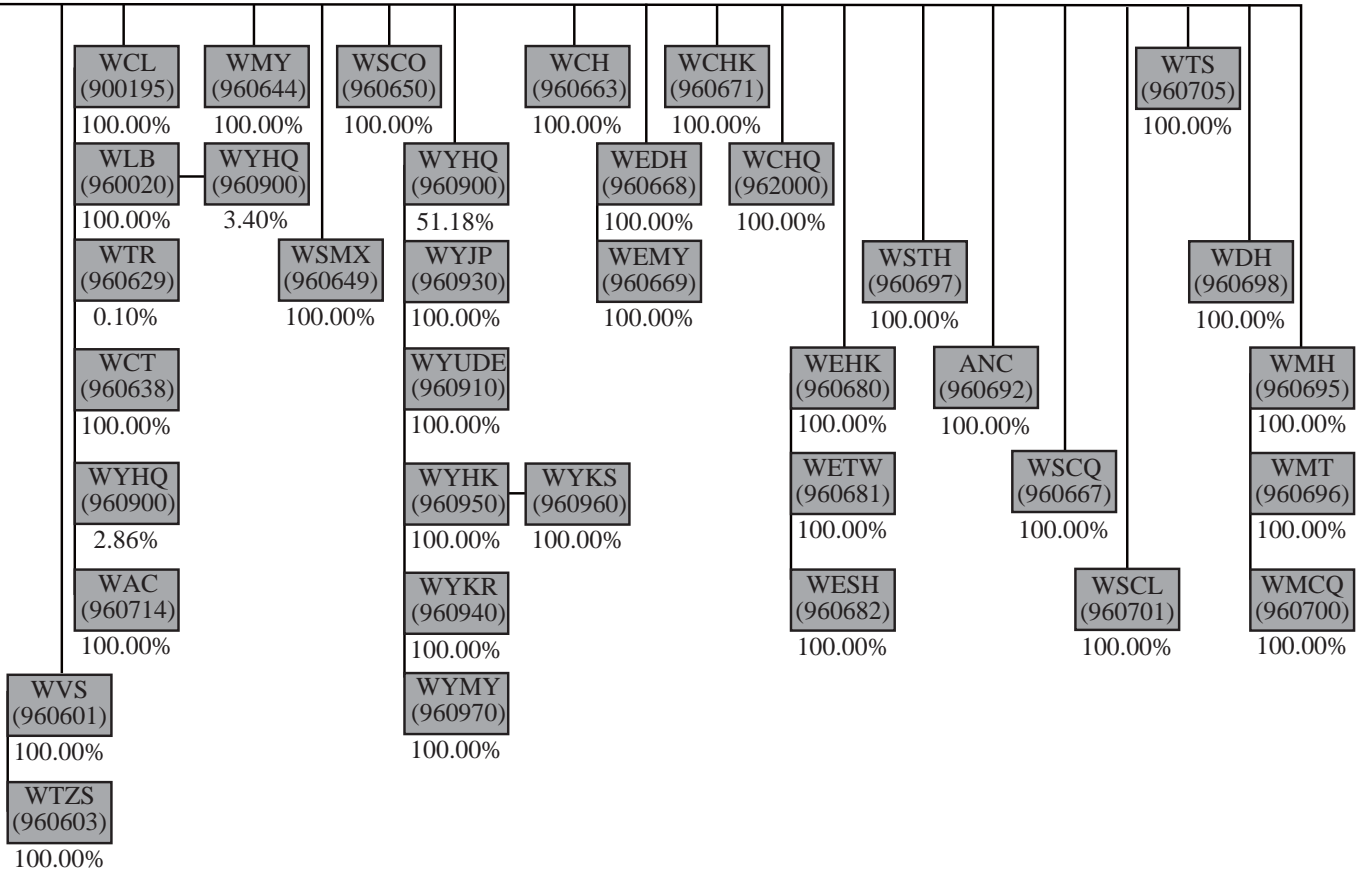 WCL
(900195)
100.00%
WMY
(960644)
100.00%
WSCO
(960650)
100.00%
WCH
(960663)
100.00%
WCHK
(960671)
100.00%
WTS
(960705)
100.00%
WLB
(960020)
100.00%
WYHQ
(960900)
3.40%
WYHQ
(960900)
51.18%
WEDH
(960668)
100.00%
WCHQ
(962000)
100.00%
WTR
(960629)
0.10%
WSMX
(960649)
100.00%
WYJP
(960930)
100.00%
WEMY
(960669)
100.00%
WSTH
(960697)
100.00%
WDH
(960698)
100.00%
WCT
(960638)
100.00%
WYUDE
(960910)
100.00%
WEHK
(960680)
100.00%
ANC
(960692)
100.00%
WMH
(960695)
100.00%
WYHQ
(960900)
2.86%
WYHK
(960950)
100.00%
WYKS
(960960)
100.00%
WETW
(960681)
100.00%
WSCQ
(960667)
100.00%
WMT
(960696)
100.00%
WAC
(960714)
100.00%
WYKR
(960940)
100.00%
WESH
(960682)
100.00%
WSCL
(960701)
100.00%
WMCQ
(960700)
100.00%
WVS
(960601)
100.00%
WYMY
(960970)
100.00%
WTZS
(960603)
100.00%